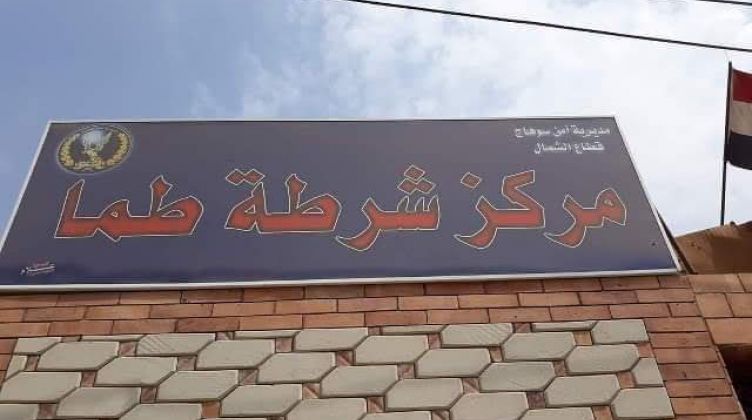 مديرية أمن سوهاج
قطاع الشمال
مركز شرطة طما